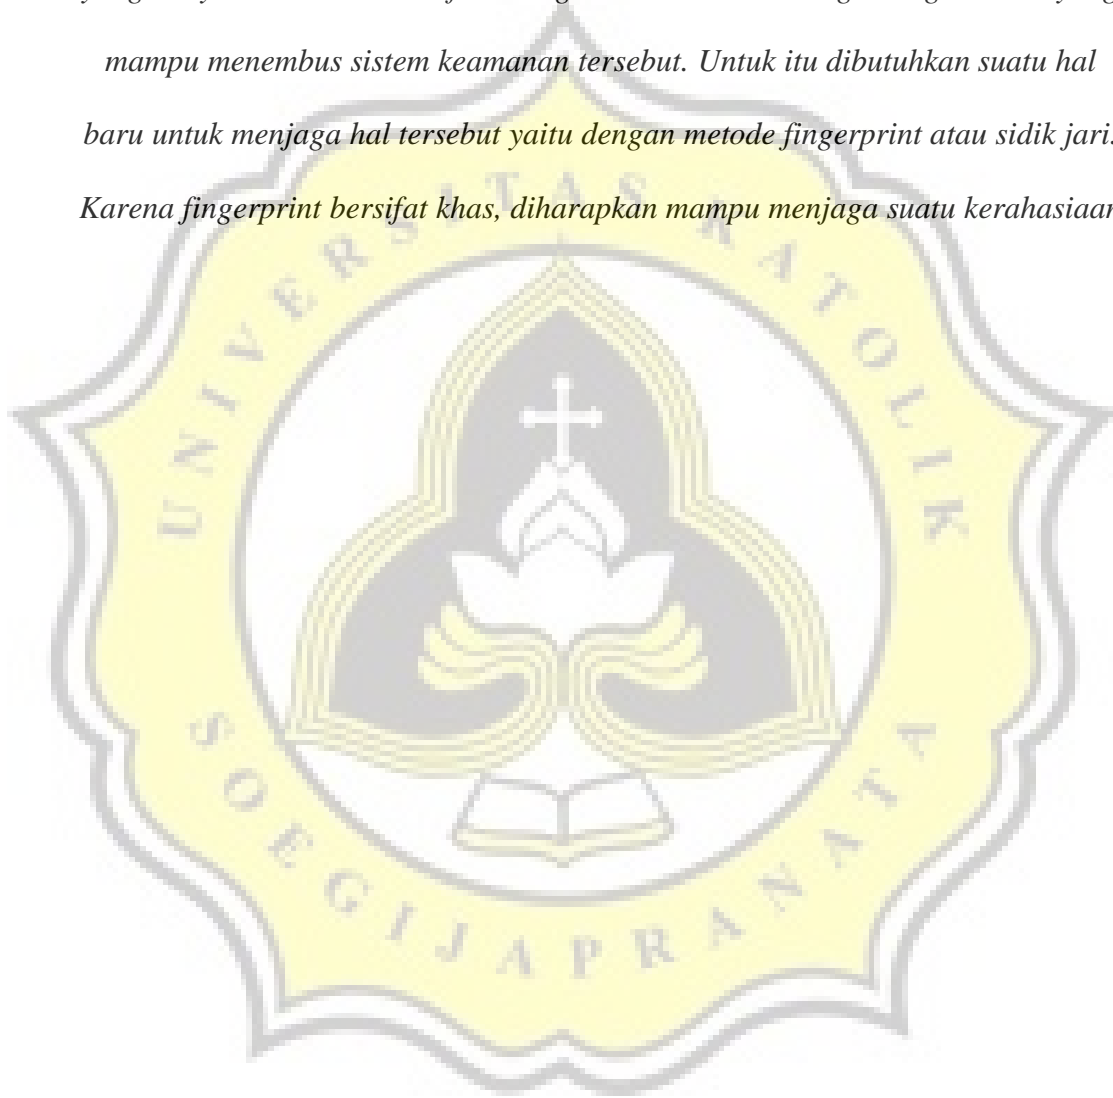 mampu menembus sistem keamanan tersebut. Untuk itu dibutuhkan suatu hal
baru untuk menjaga hal tersebut yaitu dengan metode fingerprint atau sidik jari.
Karena fingerprint bersifat khas, diharapkan mampu menjaga suatu kerahasiaan
UNIVERSITAS KATOLIK
SOEGIJAPRANATA